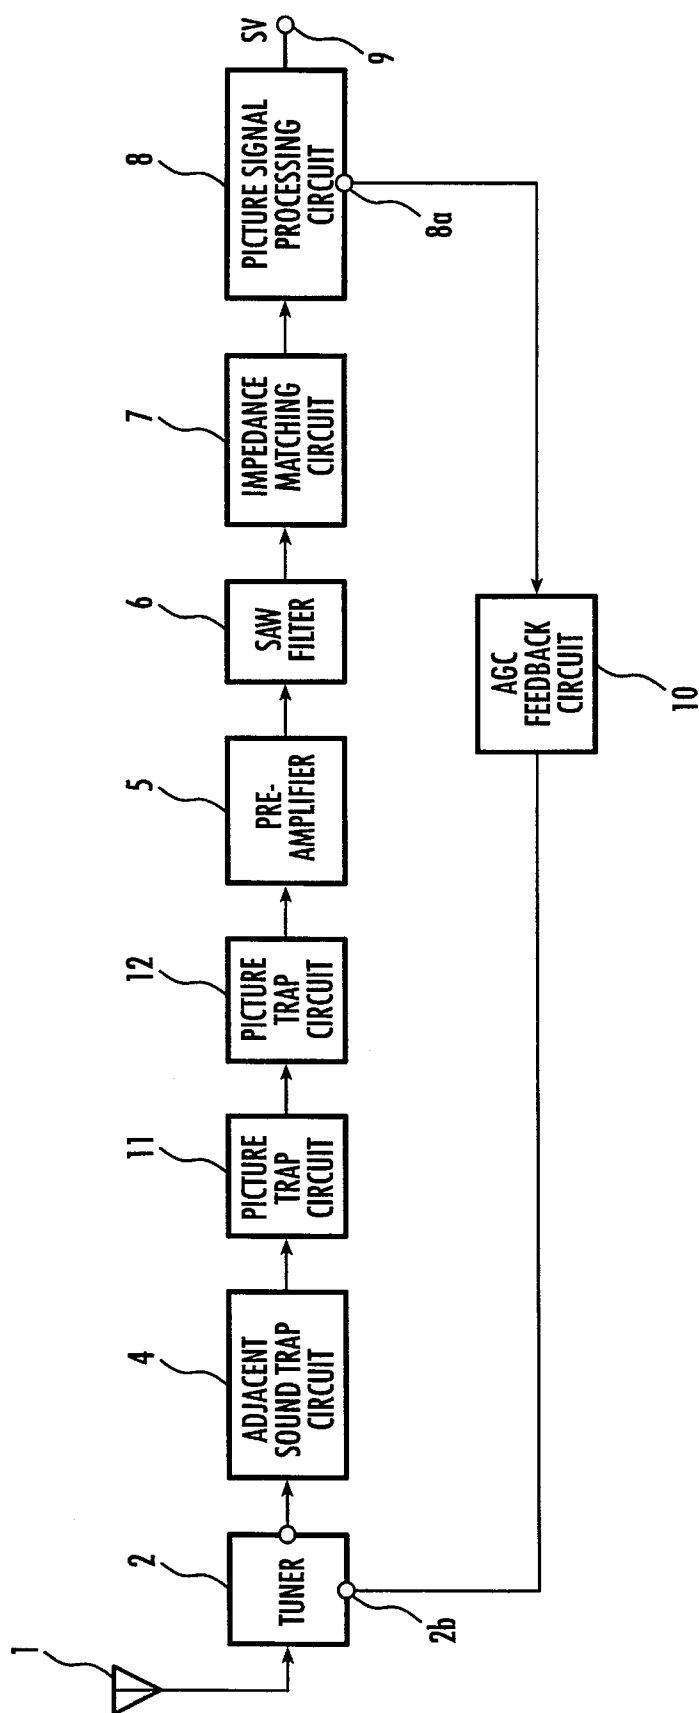 1
2
TUNER
2b
4
ADJACENT
SOUND TRAP
CIRCUIT
11
PICTURE
TRAP
CIRCUIT
12
PICTURE
TRAP
CIRCUIT
5
PRE-
AMPLIFIER
6
SAW
FILTER
7
IMPEDANCE
MATCHING
CIRCUIT
8
PICTURE SIGNAL
PROCESSING
CIRCUIT
8a
SV
9
AGC
FEEDBACK
CIRCUIT
10